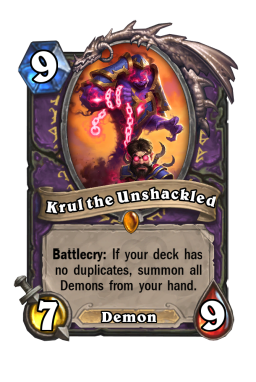 9
Krul the Unshackled
Battlecry: If your deck has
no duplicates, summon all
Demons from your hand.
7
Demon
9